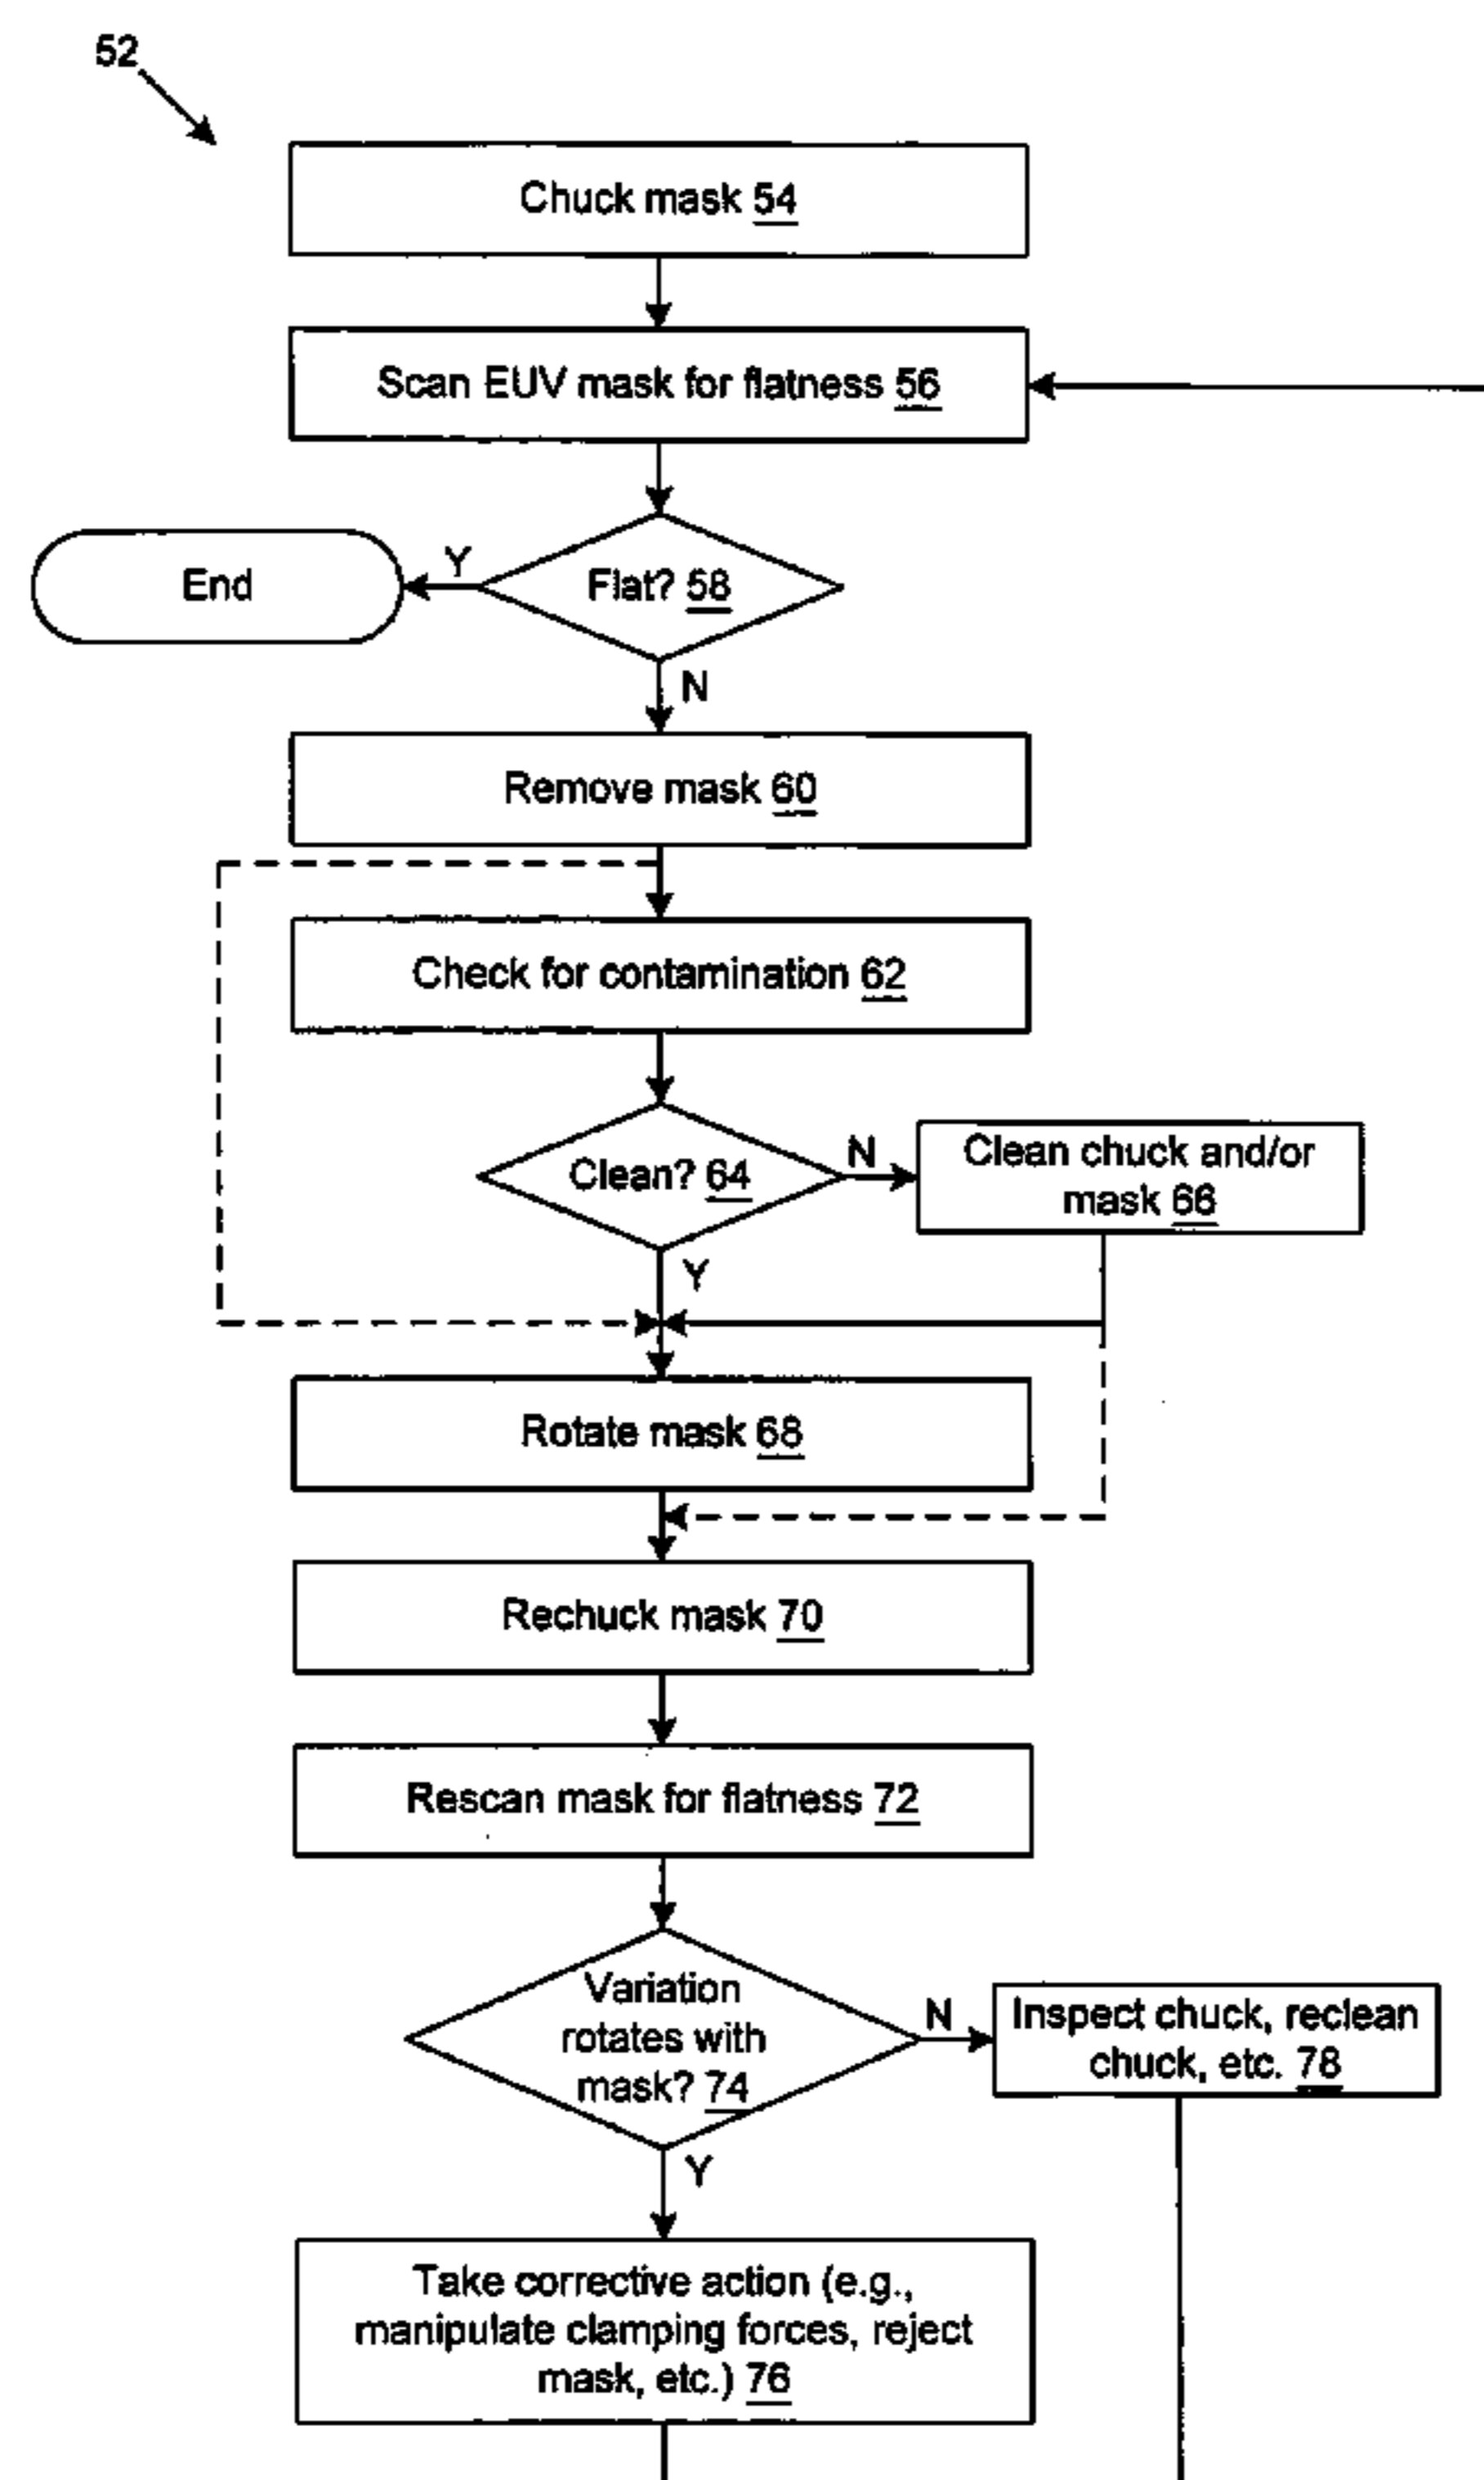 52
Chuck mask 54
Scan EUV mask for flatness 56
End
Y
Flat? 58
N
Remove mask 60
Check for contamination 62
Clean? 64
N
Clean chuck and/or
mask 66
Y
Rotate mask 68
Rechuck mask 70
Rescan mask for flatness 72
Variation
rotates with
mask? 74
N
Inspect chuck, reclean
chuck, etc. 78
Y
Take corrective action (e.g.,
manipulate clamping forces, reject
mask, etc.) 76